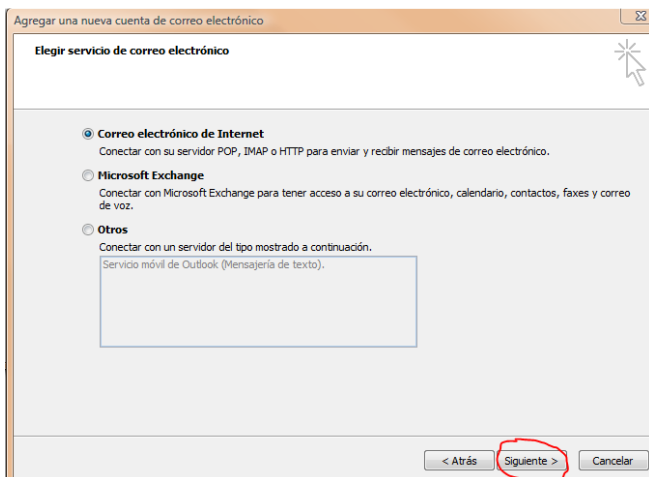 Agregar una nueva cuenta de correo electrónico
Elegir servicio de correo electrónico
Correo electrónico de Internet
Conectar con su servidor POP, IMAP o HTTP para enviar y recibir mensajes de correo electrónico.
Microsoft Exchange
Conectar con Microsoft Exchange para tener acceso a su correo electrónico, calendario, contactos, faxes y correo
de voz.
Otros
Conectar con un servidor del tipo mostrado a continuación.
Servicio móvil de Outlook (Mensajería de texto).
< Atrás Siguiente > Cancelar